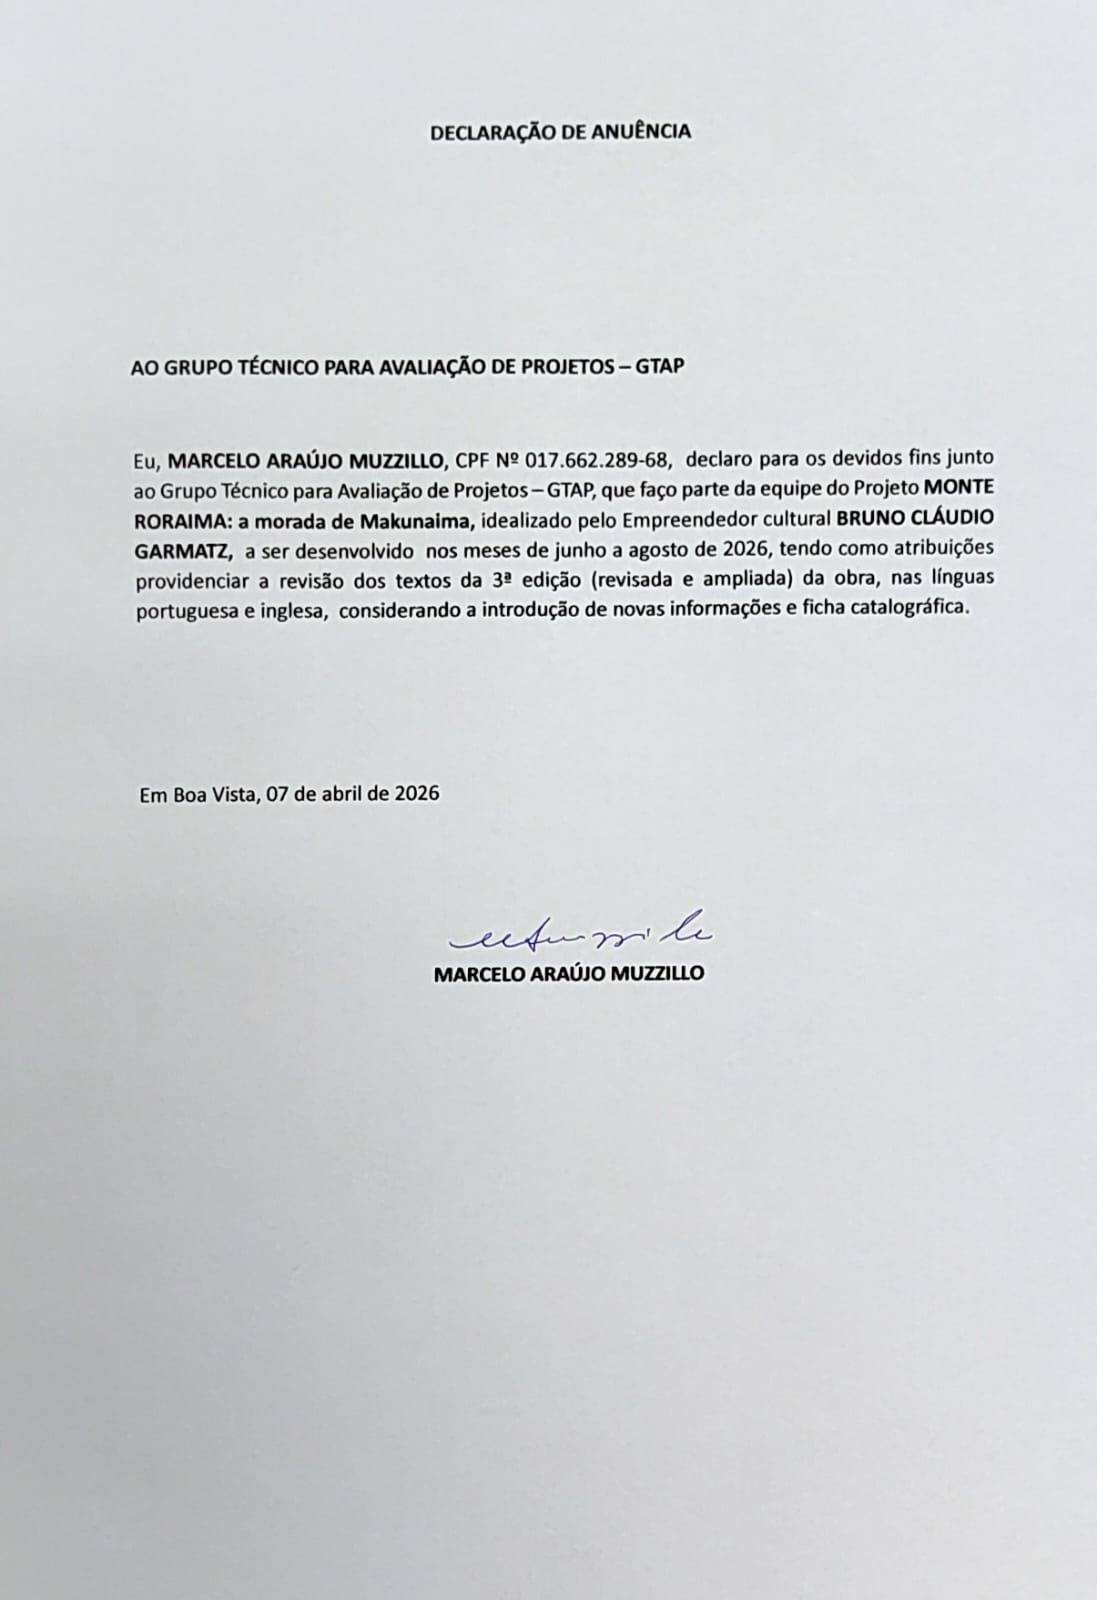 DECLARAÇÃO DE ANUÊNCIA
AO GRUPO TÉCNICO PARA AVALIAÇÃO DE PROJETOS – GTAP
Eu, MARCELO ARAÚJO MUZZILLO, CPF Nº 017.662.289-68, declaro para os devidos fins junto
ao Grupo Técnico para Avaliação de Projetos – GTAP, que faço parte da equipe do Projeto MONTE
RORAIMA: a morada de Makunaima, idealizado pelo Empreendedor cultural BRUNO CLÁUDIO
GARMATZ, a ser desenvolvido nos meses de junho a agosto de 2026, tendo como atribuições
providenciar a revisão dos textos da 3ª edição (revisada e ampliada) da obra, nas línguas
portuguesa e inglesa, considerando a introdução de novas informações e ficha catalográfica.
Em Boa Vista, 07 de abril de 2026
MARCELO ARAÚJO MUZZILLO